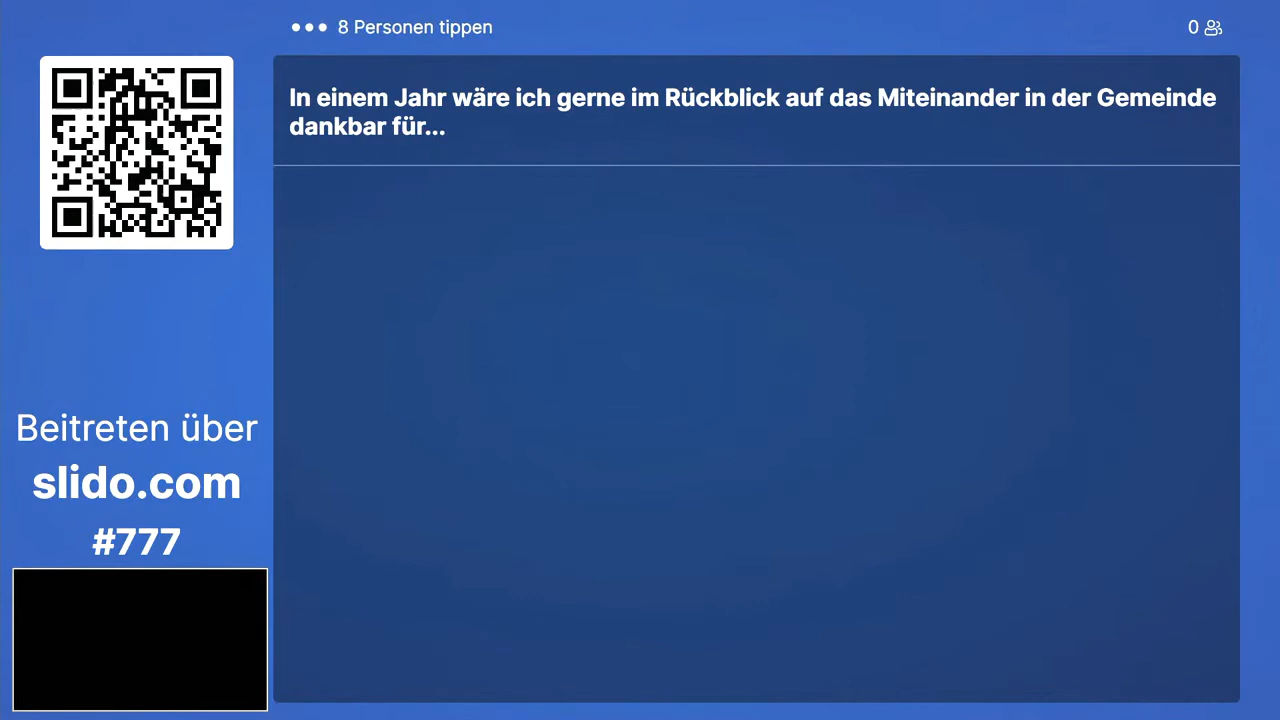 8 Personen tippen
0
In einem Jahr wäre ich gerne im Rückblick auf das Miteinander in der Gemeinde
dankbar für...
Beitreten über
slido.com
#777